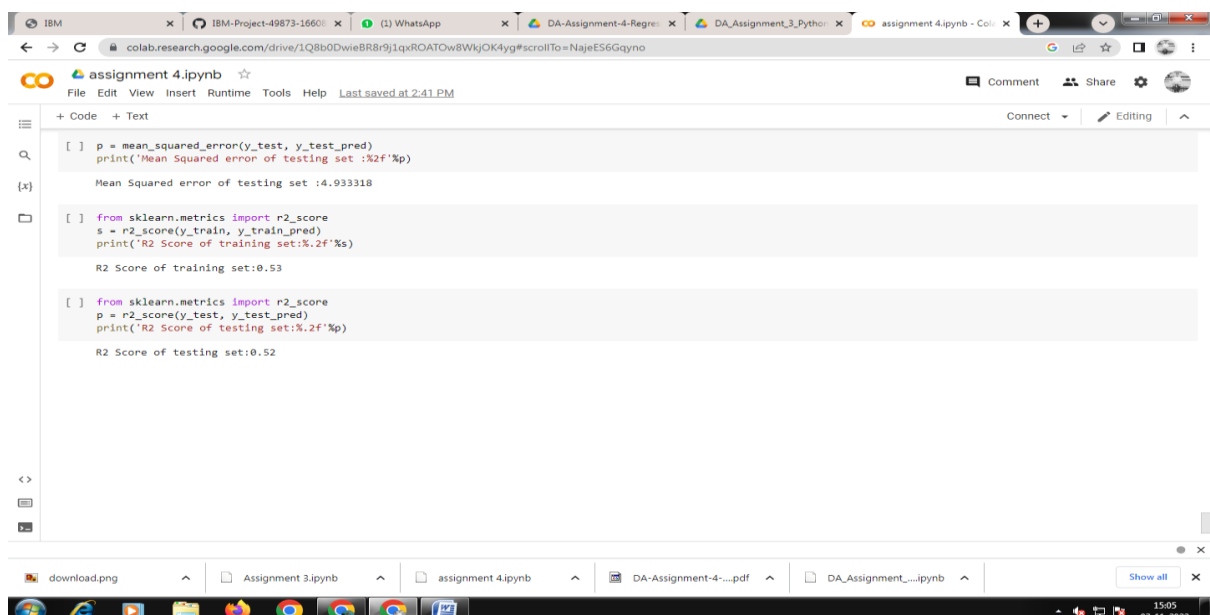 IBM
IBM-Project-49873-16608
(1) WhatsApp
DA-Assignment-4-Regres
DA_Assignment_3_Python
assignment 4.ipynb - Cola
colab.research.google.com/drive/1Q8b0DwieBR8r9j1qxROATOw8WkjOK4yg#scrollTo=NajeES6Gqyno
assignment 4.ipynb
Comment
Share
File Edit View Insert Runtime Tools Help Last saved at 2:41 PM
+ Code + Text
Connect
Editing
[ ] p = mean_squared_error(y_test, y_test_pred)
print('Mean Squared error of testing set :%2f'%p)
Mean Squared error of testing set :4.933318
{x}
[ ] from sklearn.metrics import r2_score
s = r2_score(y_train, y_train_pred)
print('R2 Score of training set:%.2f'%s)
R2 Score of training set:0.53
[ ] from sklearn.metrics import r2_score
p = r2_score(y_test, y_test_pred)
print('R2 Score of testing set:%.2f'%p)
R2 Score of testing set:0.52
download.png
Assignment 3.ipynb
assignment 4.ipynb
DA-Assignment-4-....pdf
DA_Assignment_....ipynb
Show all
15:05